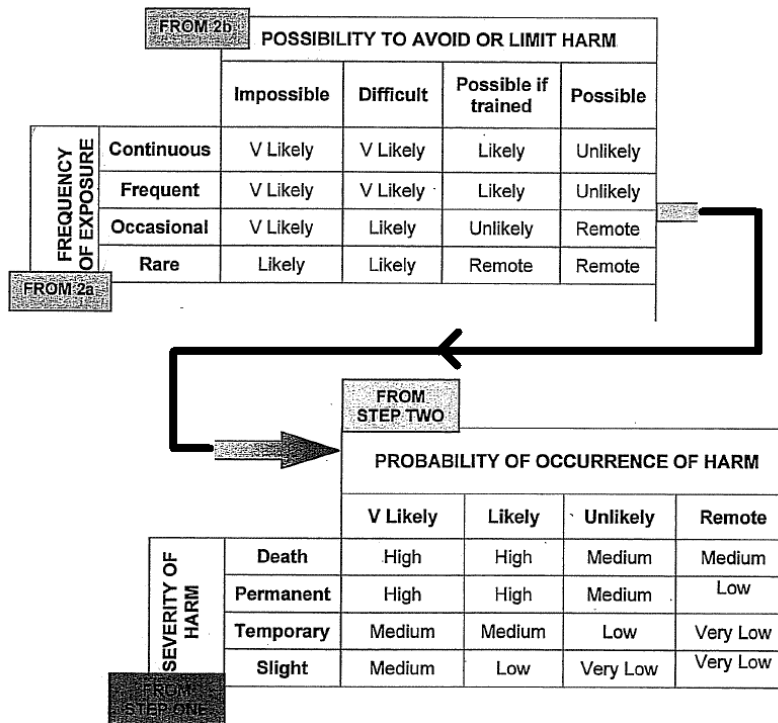 FROM 2b
POSSIBILITY TO AVOID OR LIMIT HARM
Impossible Difficult Possible if trained Possible
FREQUENCY OF EXPOSURE
Continuous V Likely V Likely Likely Unlikely
Frequent V Likely V Likely Likely Unlikely
Occasional V Likely Likely Unlikely Remote
Rare Likely Likely Remote Remote
FROM 2a
FROM
STEP TWO
PROBABILITY OF OCCURRENCE OF HARM
V Likely Likely Unlikely Remote
SEVERITY OF HARM
Death High High Medium Medium
Permanent High High Medium Low
Temporary Medium Medium Low Very Low
Slight Medium Low Very Low Very Low
FROM
STEP ONE